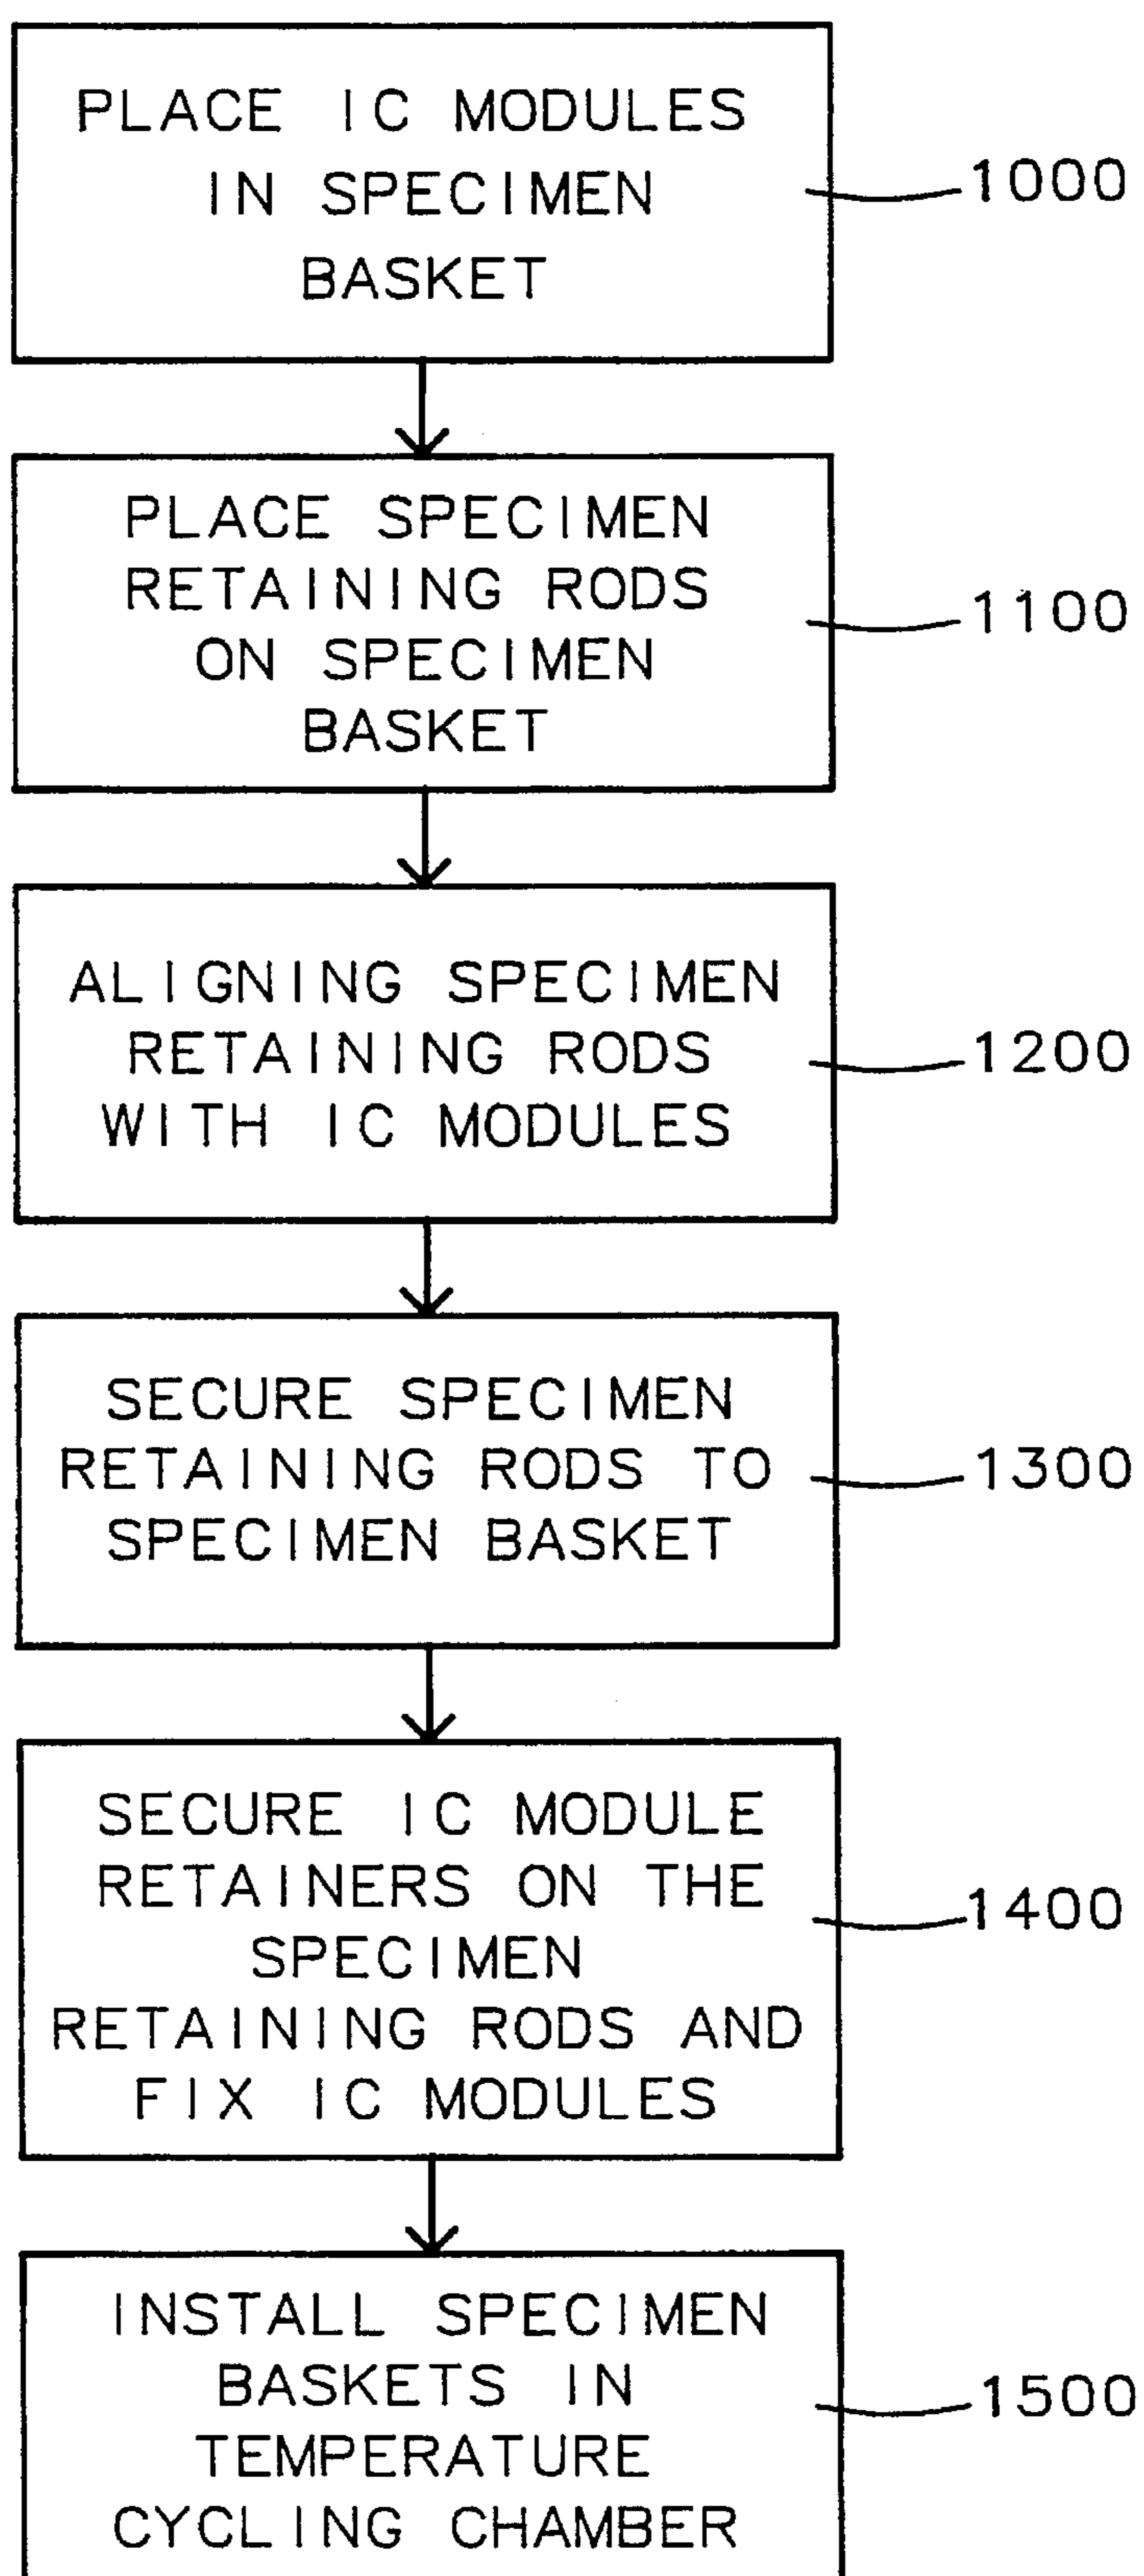 PLACE IC MODULES
IN SPECIMEN
BASKET
1000
PLACE SPECIMEN
RETAINING RODS
ON SPECIMEN
BASKET
1100
ALIGNING SPECIMEN
RETAINING RODS
WITH IC MODULES
1200
SECURE SPECIMEN
RETAINING RODS TO
SPECIMEN BASKET
1300
SECURE IC MODULE
RETAINERS ON THE
SPECIMEN
RETAINING RODS AND
FIX IC MODULES
1400
INSTALL SPECIMEN
BASKETS IN
TEMPERATURE
CYCLING CHAMBER
1500